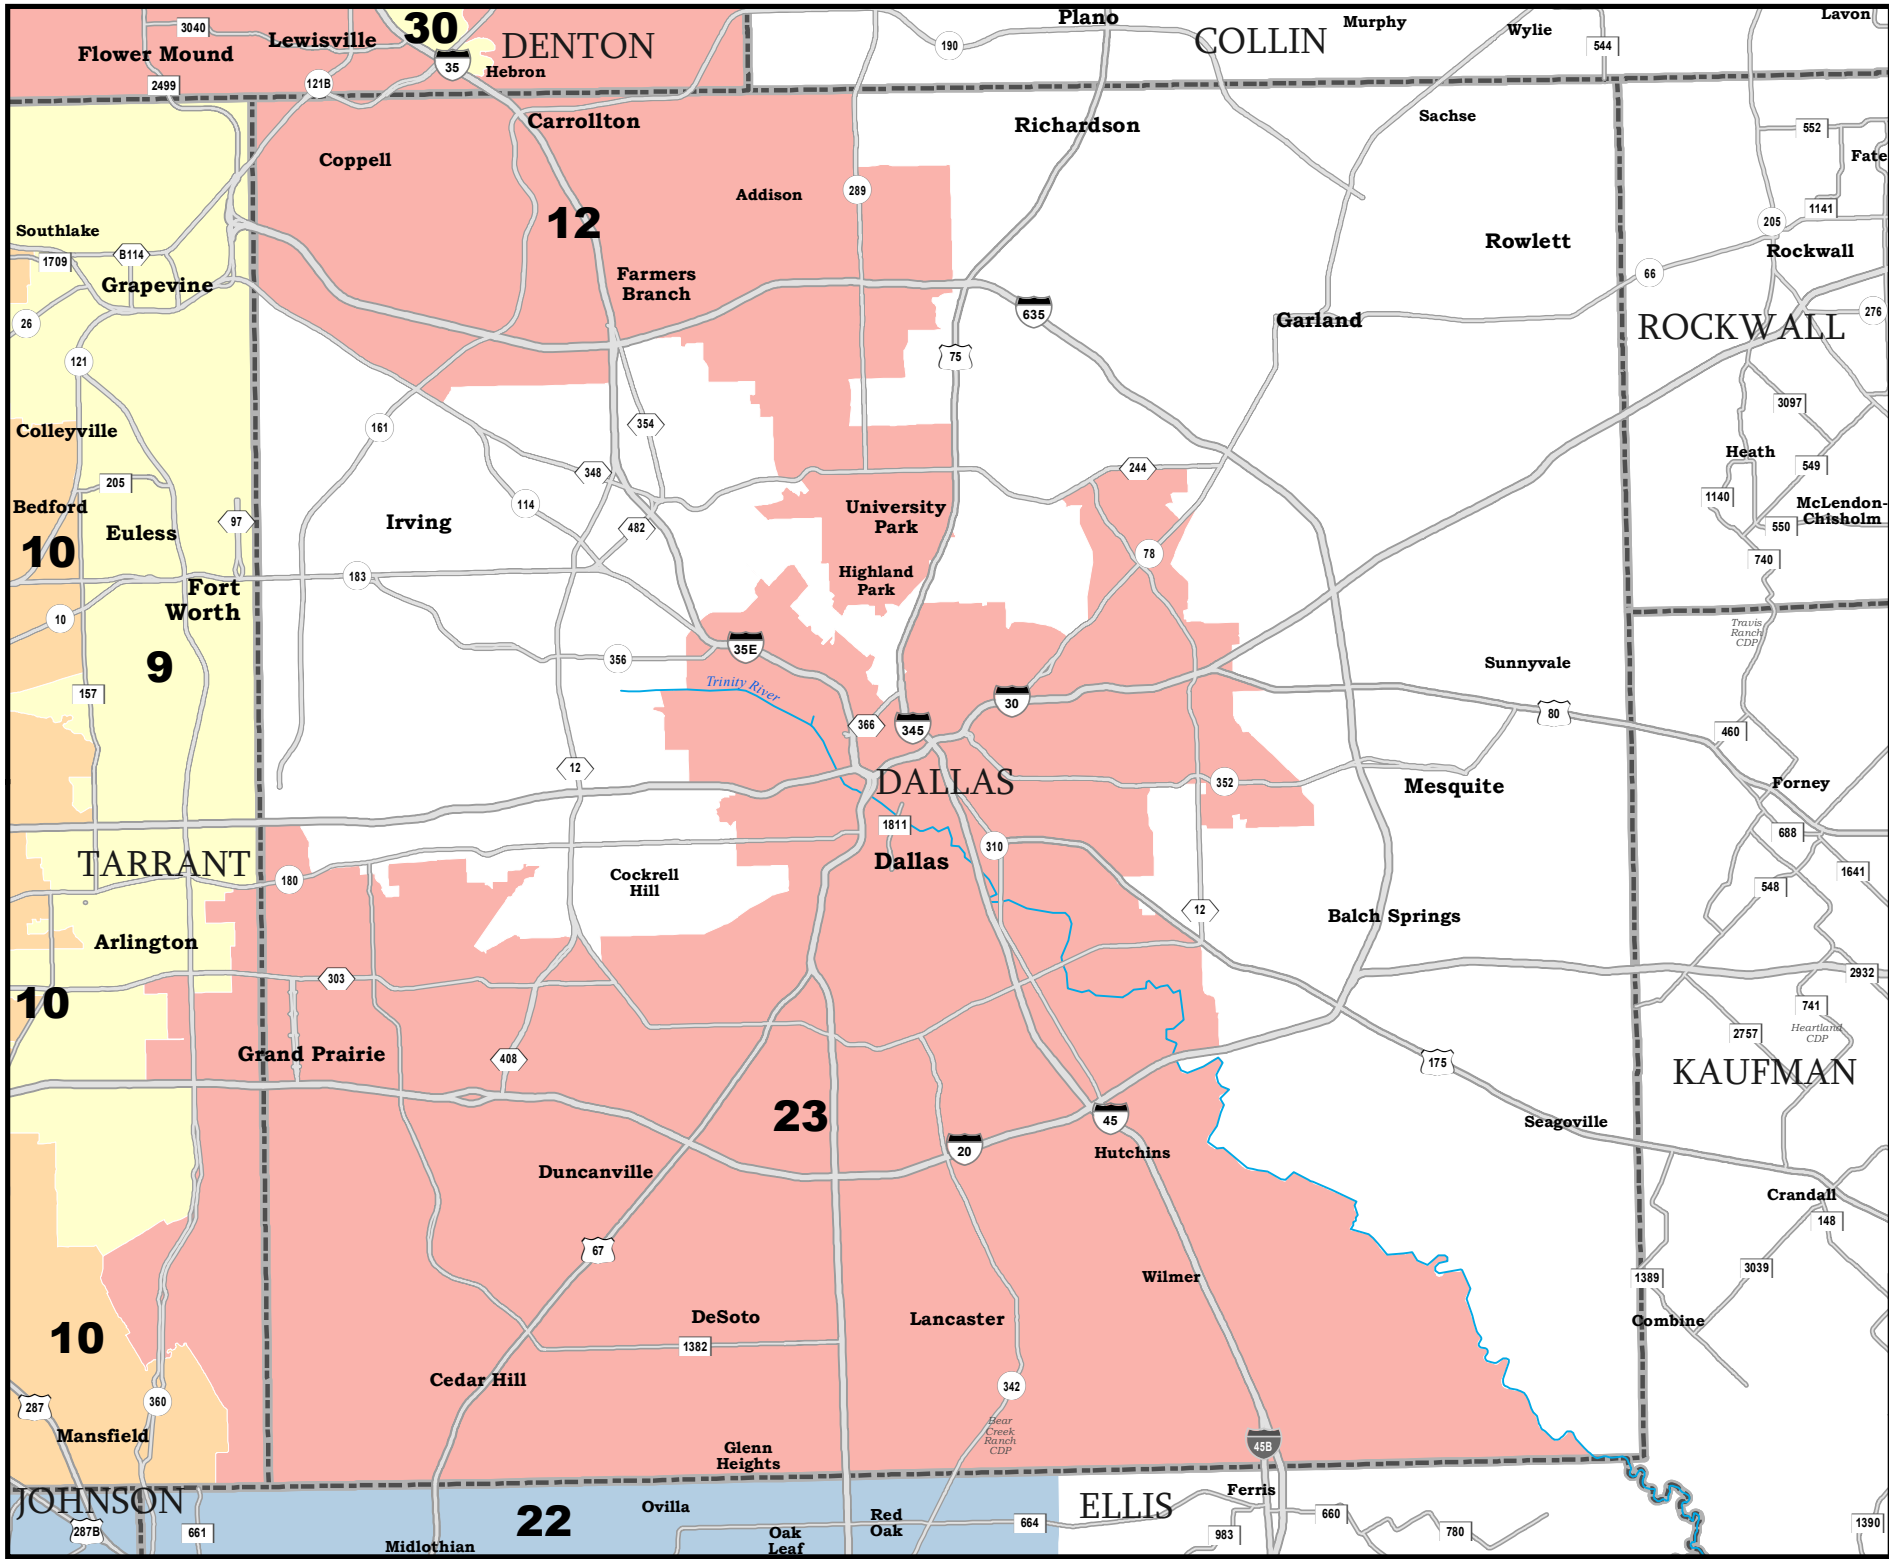 30
DENTON
Plano
COLLIN
Murphy
Wylie
Lavon
3040
Lewisville
Flower Mound
190
544
35
Hebron
2499
121B
Carrollton
Richardson
Sachse
552
Coppell
Fate
Addison
289
12
1141
205
Southlake
1709
B114
Rowlett
Rockwall
Grapevine
Farmers
Branch
66
635
276
26
Garland
ROCKWALL
121
75
3097
Colleyville
161
354
Heath
348
244
549
205
1140
Bedford
114
University
Park
McLendon-
Chisholm
97
Irving
482
550
Euless
10
78
740
183
Highland
Park
Fort
Worth
10
Travis
Ranch
CDP
9
35E
356
Sunnyvale
157
Trinity River
30
80
366
345
460
12
DALLAS
352
Mesquite
Forney
1811
688
310
TARRANT
Dallas
180
Cockrell
Hill
1641
548
12
Balch Springs
Arlington
303
2932
10
741
Heartland
CDP
2757
Grand Prairie
408
175
KAUFMAN
23
45
Seagoville
20
Hutchins
Duncanville
Crandall
148
67
Wilmer
3039
1389
DeSoto
Lancaster
Combine
10
1382
Cedar Hill
342
360
287
Bear
Creek
Ranch
CDP
Mansfield
45B
Glenn
Heights
JOHNSON
Ferris
ELLIS
22
Ovilla
Red
Oak
664
660
287B
661
Oak
Leaf
983
780
1390
Midlothian